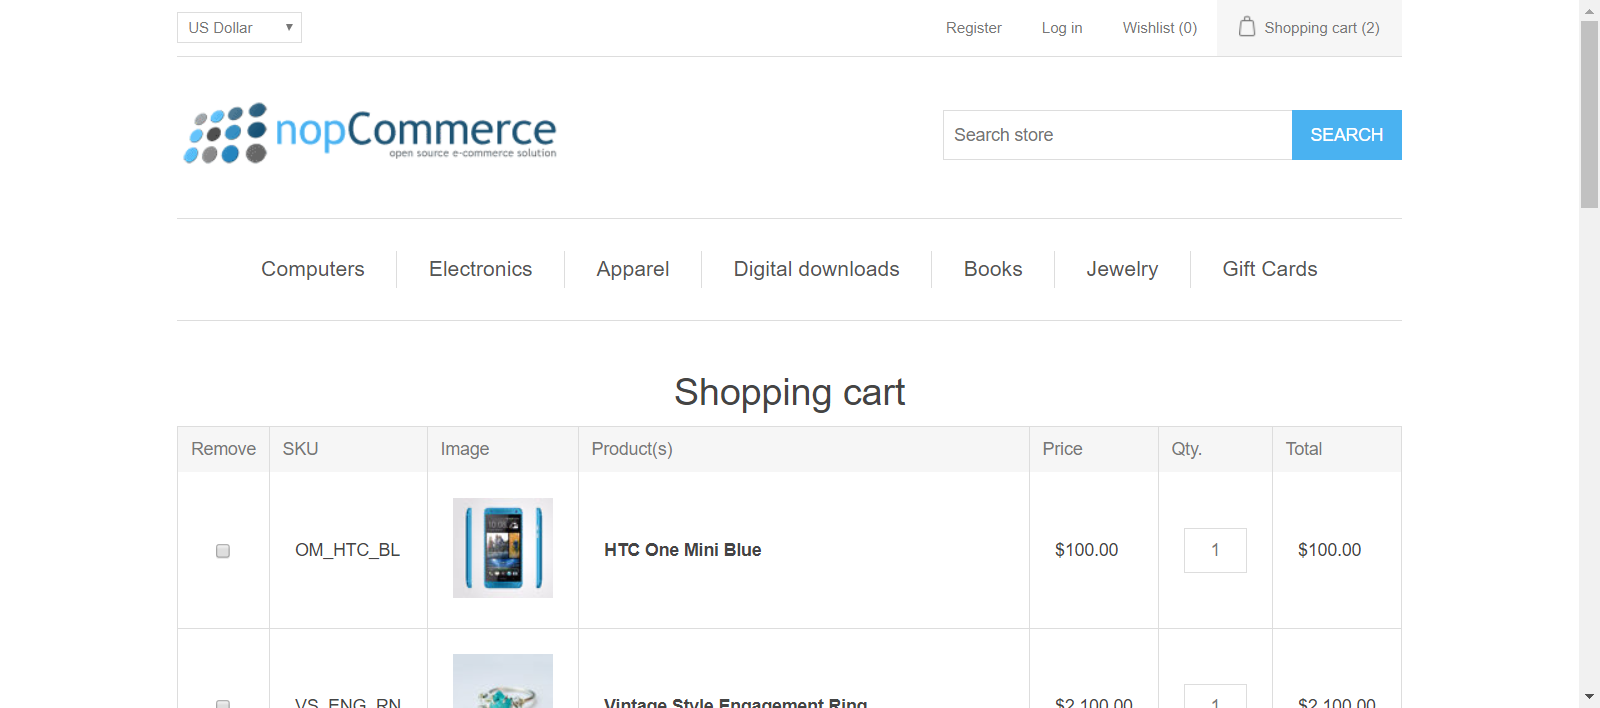 US Dollar ▼ Register Log in Wishlist (0) Shopping cart (2)
nopCommerce
open source e-commerce solution
Search store SEARCH
Computers Electronics Apparel Digital downloads Books Jewelry Gift Cards
Shopping cart
Remove SKU Image Product(s) Price Qty. Total
OM_HTC_BL HTC One Mini Blue $100.00 1 $100.00
VS_ENG_RN Vintage Style Engagement Ring $2,100.00 1 $2,100.00